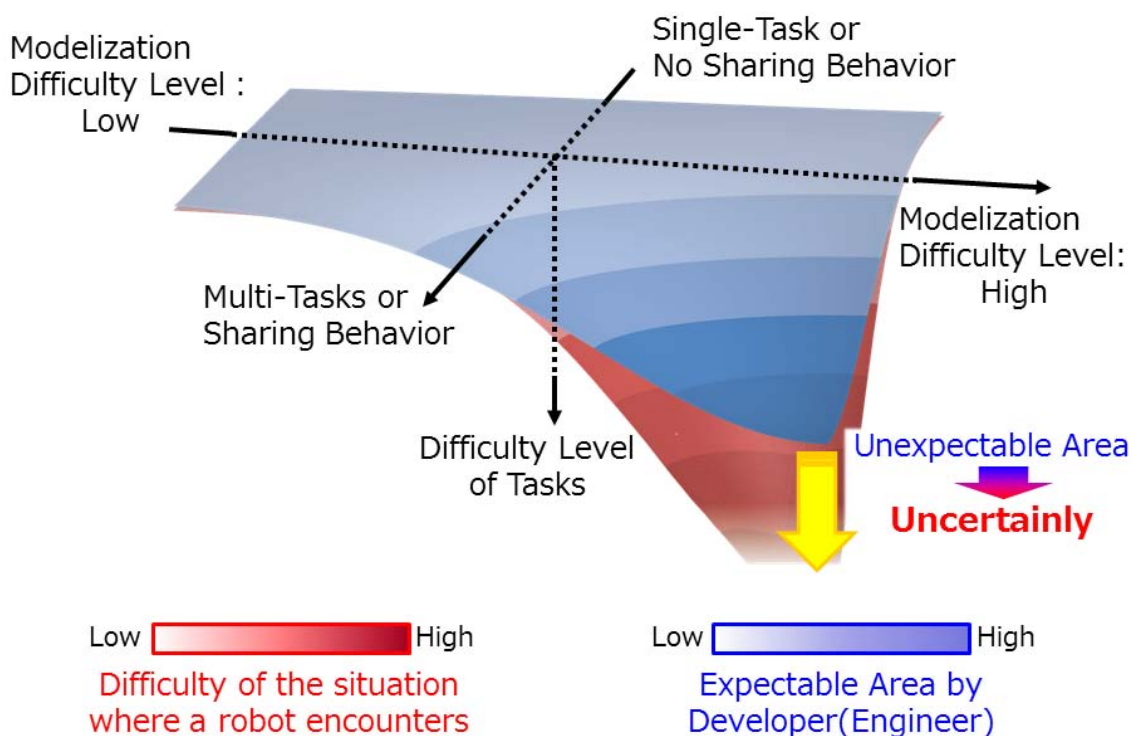 Modelization
Difficulty Level :
Low
Single-Task or
No Sharing Behavior
Modelization
Difficulty Level:
High
Multi-Tasks or
Sharing Behavior
Difficulty Level
of Tasks
Unexpectable Area
Uncertainly
Low
High
Difficulty of the situation
where a robot encounters
Low
High
Expectable Area by
Developer(Engineer)